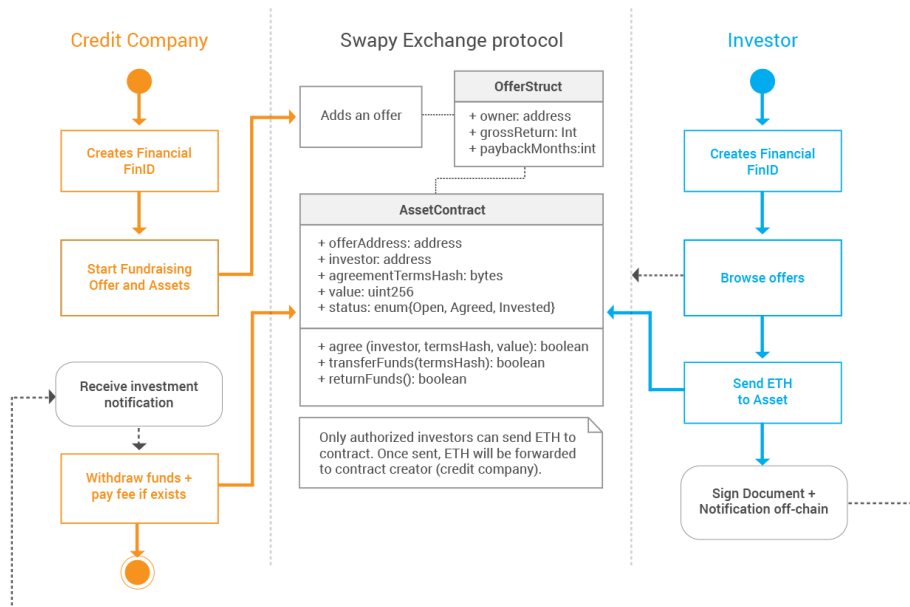 Credit Company
Swapy Exchange protocol
Investor
Creates Financial
FinID
Start Fundraising
Offer and Assets
Receive investment
notification
Withdraw funds +
pay fee if exists
Adds an offer
OfferStruct
+ owner: address
+ grossReturn: Int
+ paybackMonths:int
AssetContract
+ offerAddress: address
+ investor: address
+ agreementTermsHash: bytes
+ value: uint256
+ status: enum{Open, Agreed, Invested}
+ agree (investor, termsHash, value): boolean
+ transferFunds(termsHash): boolean
+ returnFunds(): boolean
Only authorized investors can send ETH to
contract. Once sent, ETH will be forwarded
to contract creator (credit company).
Creates Financial
FinID
Browse offers
Send ETH
to Asset
Sign Document +
Notification off-chain